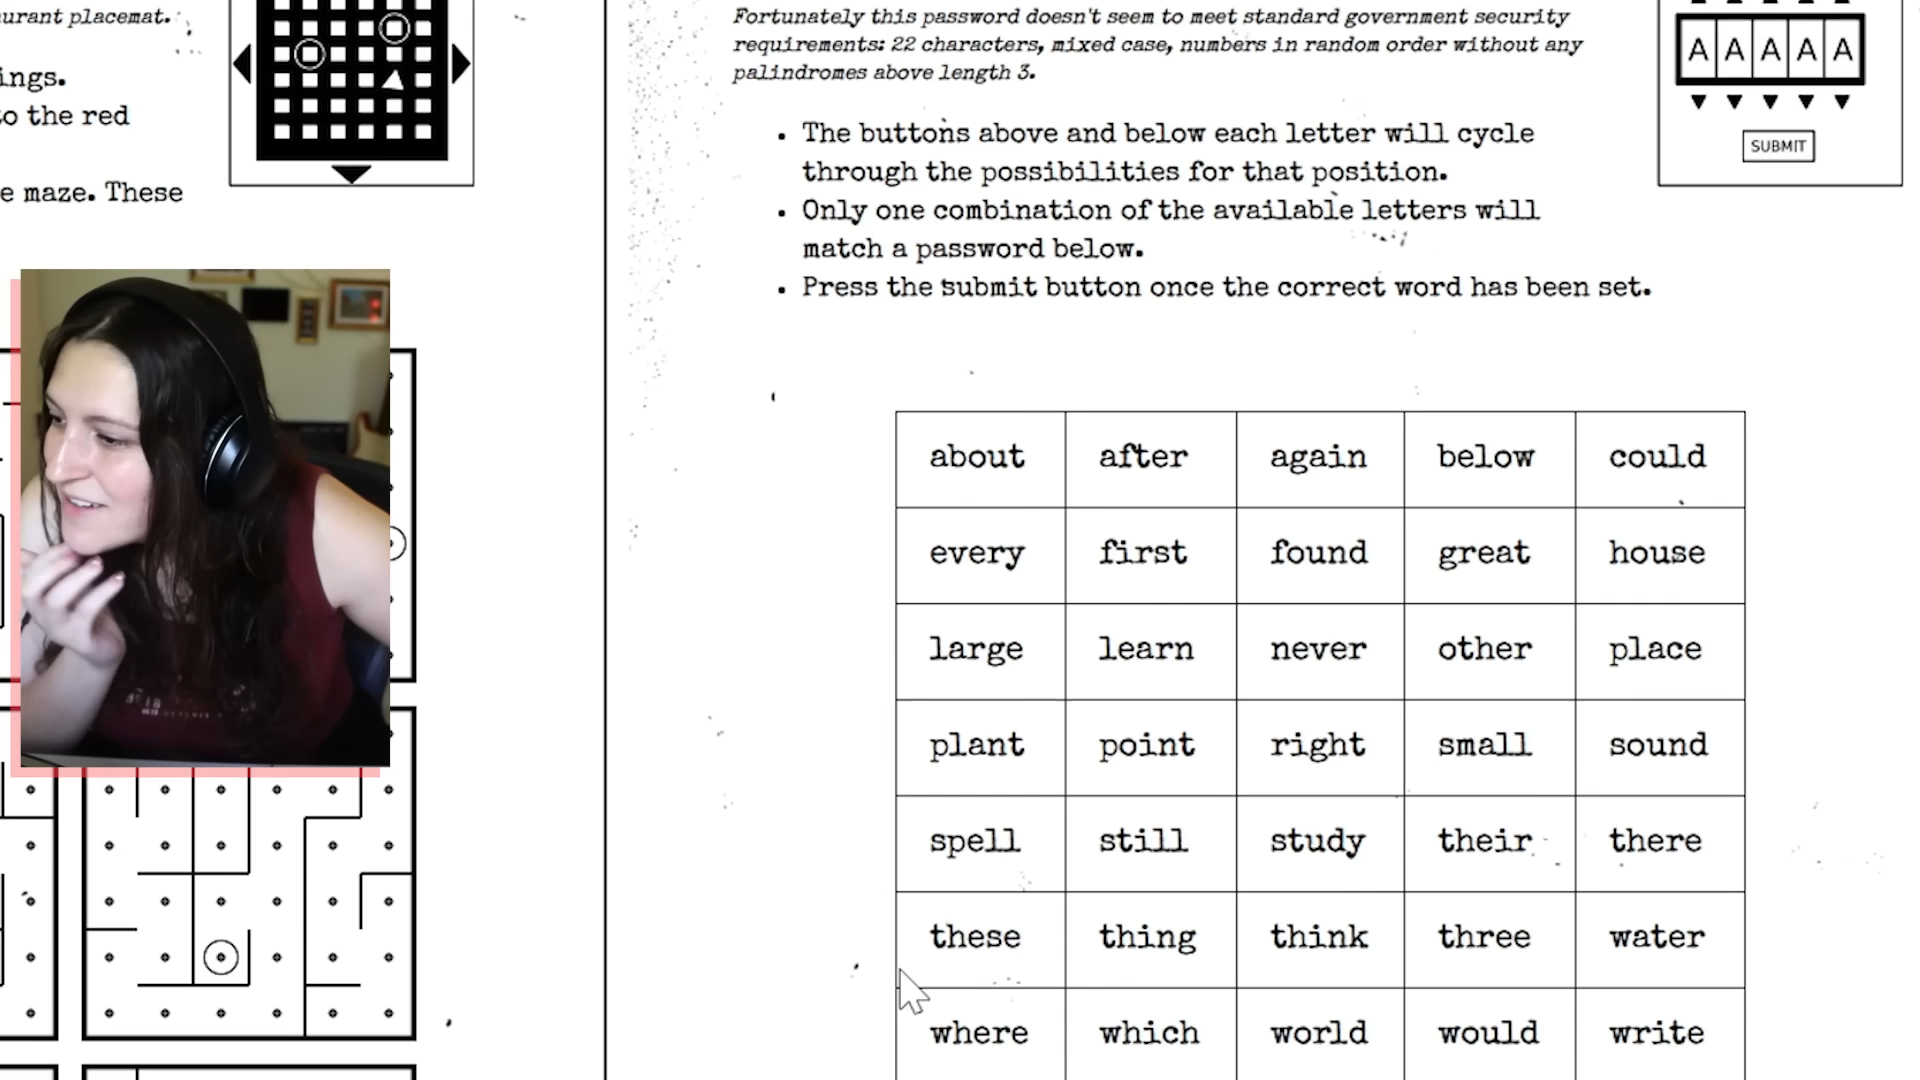 urant placemat.
ings.
to the red
e maze. These
Fortunately this password doesn't seem to meet standard government security
requirements: 22 characters, mixed case, numbers in random order without any
palindromes above length 3.
• The buttons above and below each letter will cycle
through the possibilities for that position.
• Only one combination of the available letters will
match a password below.
• Press the submit button once the correct word has been set.
A A A A A
SUBMIT
about after again below could
every first found great house
large learn never other place
plant point right small sound
spell still study their there
these thing think three water
where which world would write